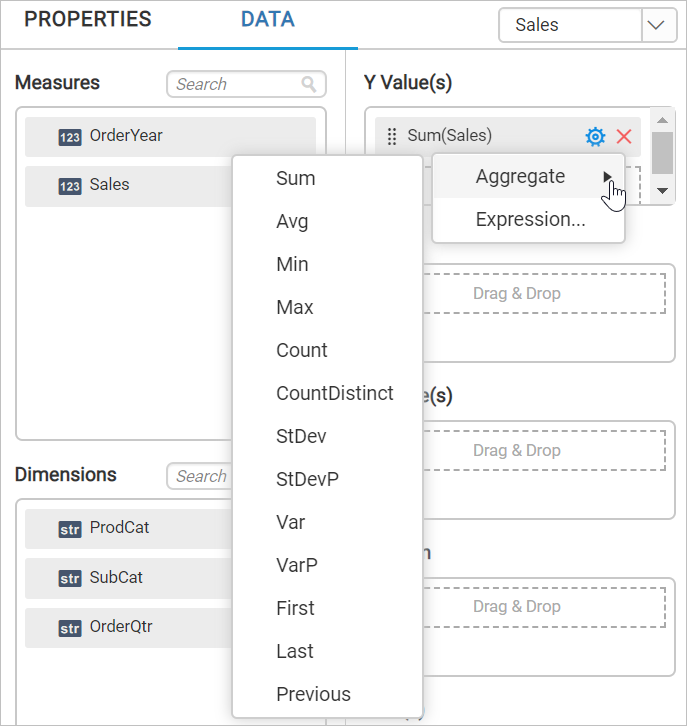 PROPERTIES
DATA
Sales
Measures
Search
123 OrderYear
123 Sales
Y Value(s)
Sum(Sales)
Aggregate
Expression...
Sum
Avg
Min
Max
Count
CountDistinct
StDev
StDevP
Var
VarP
First
Last
Previous
Drag & Drop
(s)
Drag & Drop
Drag & Drop
Dimensions
Search
str ProdCat
str SubCat
str OrderQtr